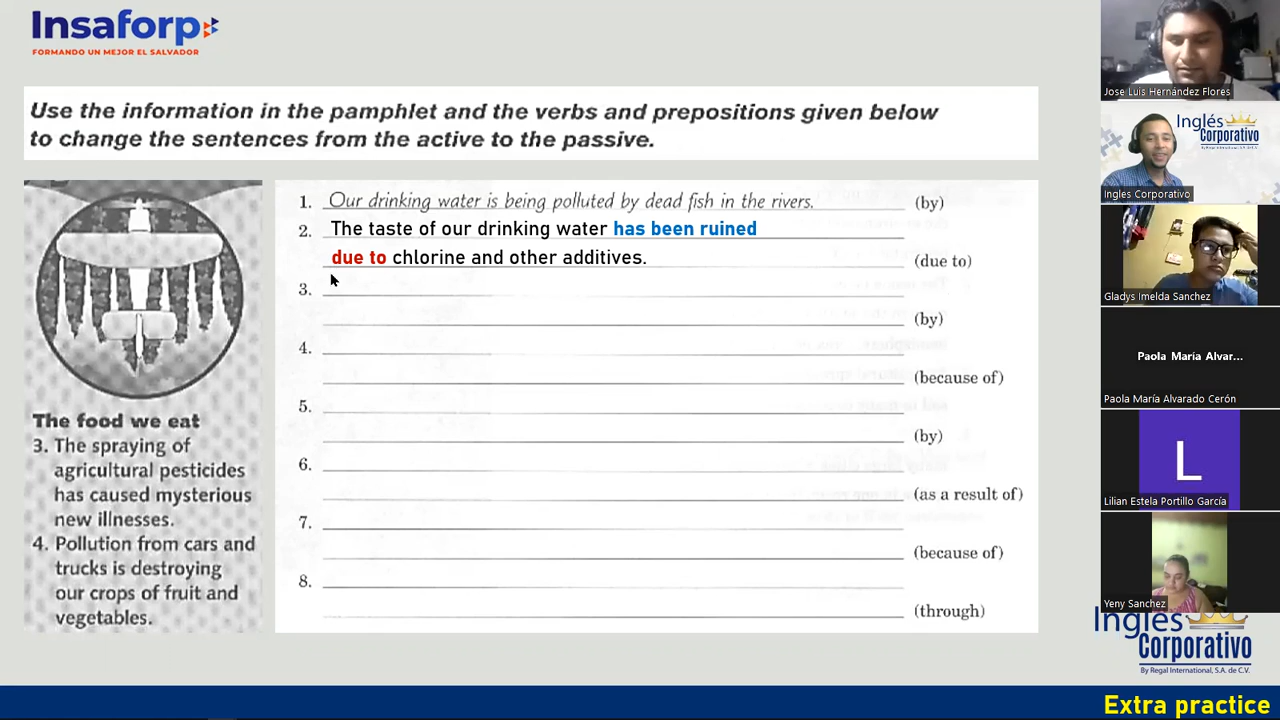 Insaforp
FORMANDO UN MEJOR EL SALVADOR
Use the information in the pamphlet and the verbs and prepositions given below
to change the sentences from the active to the passive.
The food we eat
3. The spraying of
agricultural pesticides
has caused mysterious
new illnesses.
4. Pollution from cars and
trucks is destroying
our crops of fruit and
vegetables.
1. Our drinking water is being polluted by dead fish in the rivers. (by)
2. The taste of our drinking water has been ruined
due to chlorine and other additives. (due to)
3.
(by)
4.
(because of)
5.
(by)
6.
(as a result of)
7.
(because of)
8.
(through)
Jose Luis Hernández Flores
Inglés
Corporativo
By Regal International, S.A. de C.V.
Inglés Corporativo
Gladys Imelda Sanchez
Paola Maria Alvar...
Paola María Alvarado Cerón
L
Lilian Estela Portillo García
Yeny Sanchez
Inglés
Corporativo
By Regal International, S.A. de C.V.
Extra practice